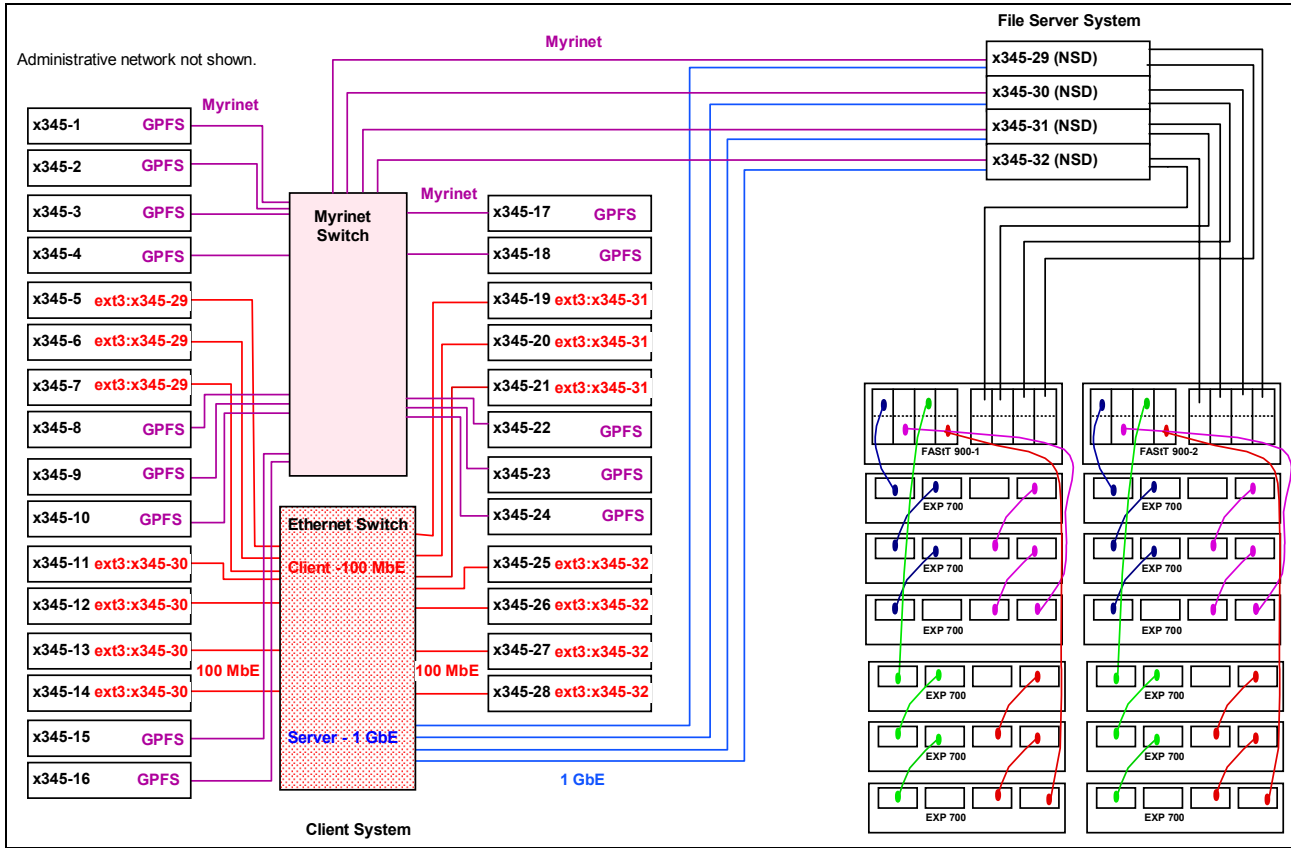 File Server System
Administrative network not shown.
Myrinet
x345-29 (NSD)
x345-30 (NSD)
x345-31 (NSD)
x345-32 (NSD)
Myrinet
x345-1 GPFS
x345-2 GPFS
x345-3 GPFS
x345-4 GPFS
x345-5 ext3:x345-29
x345-6 ext3:x345-29
x345-7 ext3:x345-29
x345-8 GPFS
x345-9 GPFS
x345-10 GPFS
x345-11 ext3:x345-30
x345-12 ext3:x345-30
x345-13 ext3:x345-30
100 MbE
x345-14 ext3:x345-30
x345-15 GPFS
x345-16 GPFS
Myrinet
Switch
Ethernet Switch
Client -100 MbE
Server - 1 GbE
Myrinet
x345-17 GPFS
x345-18 GPFS
x345-19 ext3:x345-31
x345-20 ext3:x345-31
x345-21 ext3:x345-31
x345-22 GPFS
x345-23 GPFS
x345-24 GPFS
x345-25 ext3:x345-32
x345-26 ext3:x345-32
x345-27 ext3:x345-32
100 MbE
x345-28 ext3:x345-32
1 GbE
Client System
FAStT 900-1
EXP 700
EXP 700
EXP 700
EXP 700
EXP 700
EXP 700
FAStT 900-2
EXP 700
EXP 700
EXP 700
EXP 700
EXP 700
EXP 700